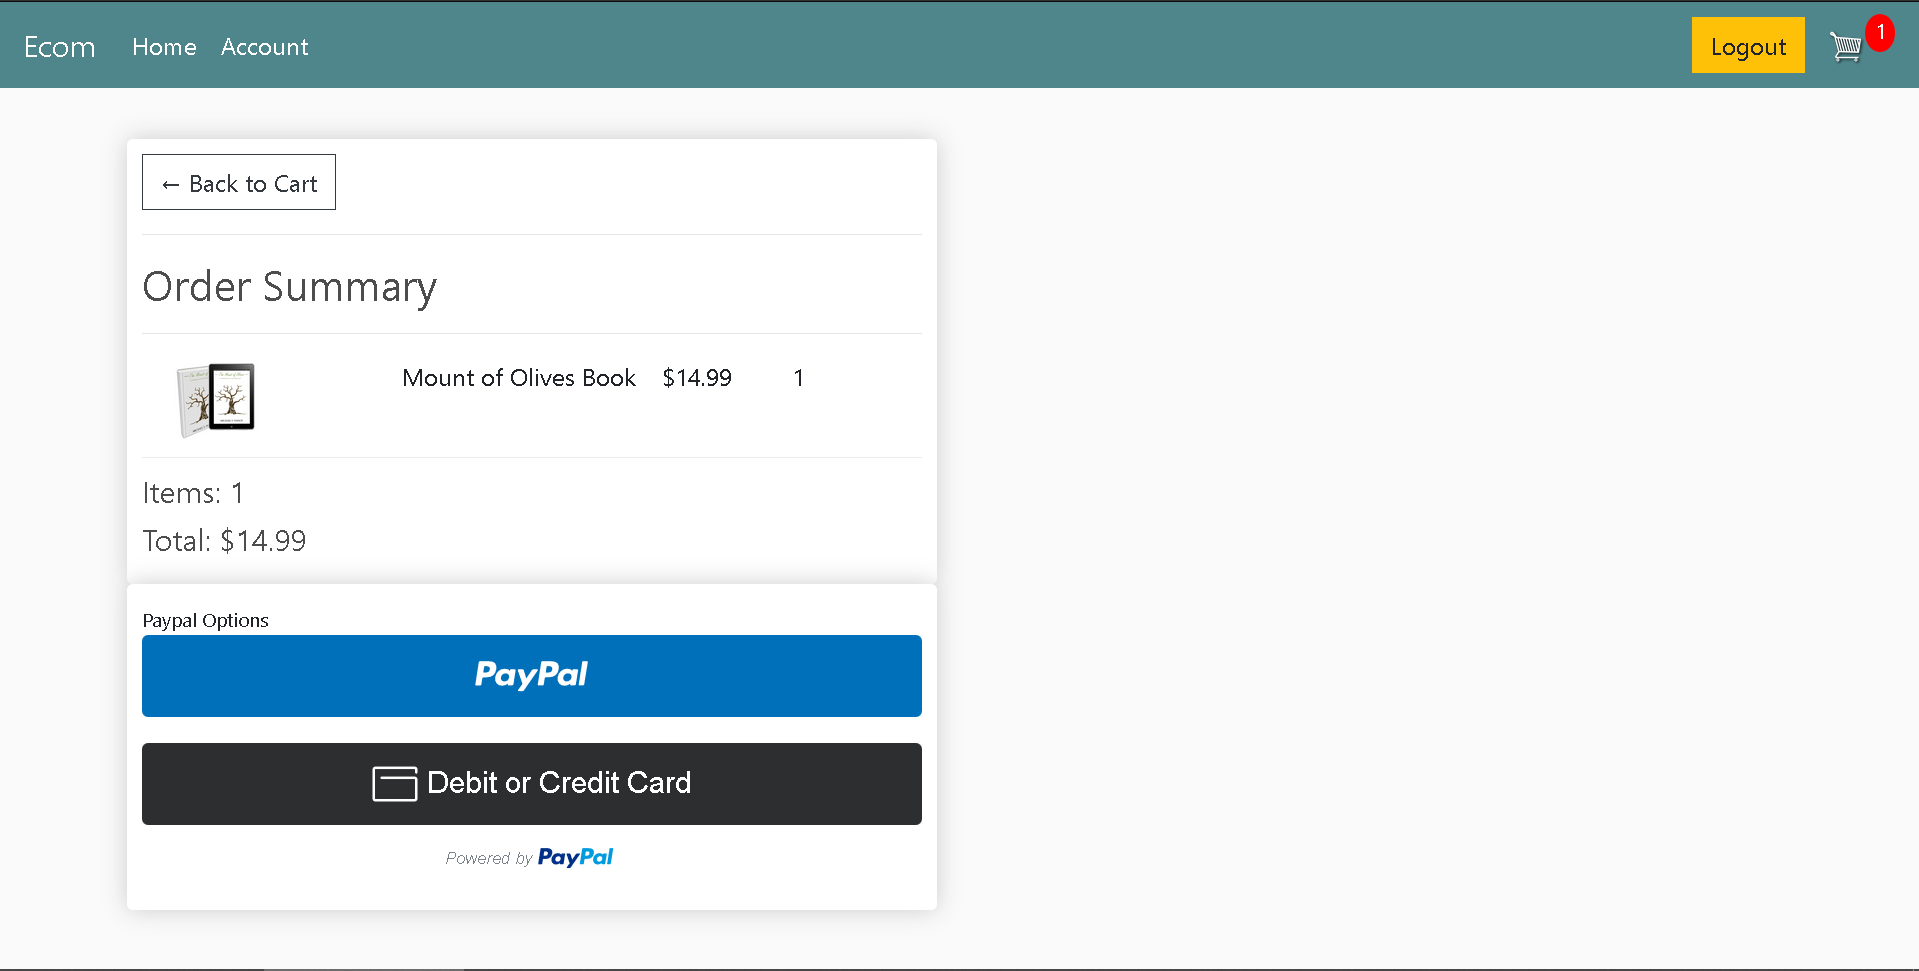 Ecom Home Account Logout 1
← Back to Cart
Order Summary
Mount of Olives Book $14.99 1
Items: 1
Total: $14.99
Paypal Options
PayPal
Debit or Credit Card
Powered by PayPal